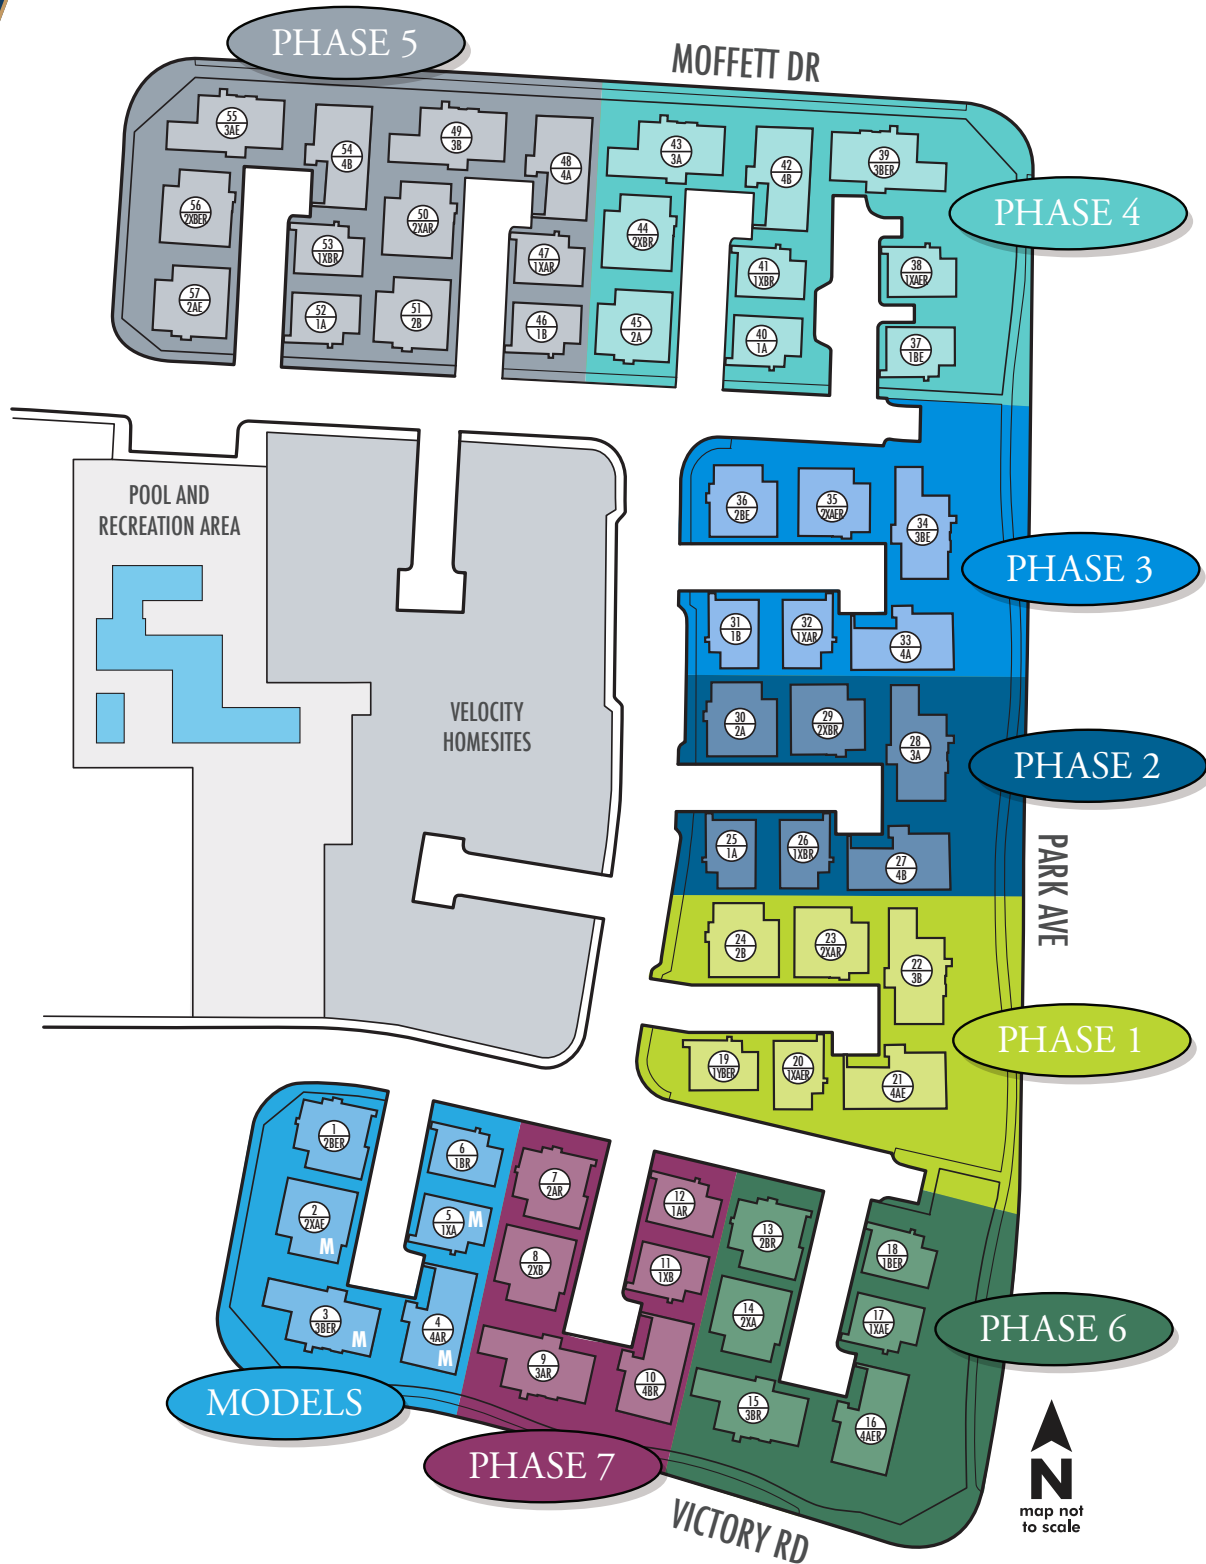 PHASE 5
MOFFETT DR
55
3AE
54
4B
49
3B
48
4A
43
3A
42
4B
39
3BER
PHASE 4
56
2XBER
53
1XBR
50
2XAR
47
1XAR
44
2XBR
41
1XBR
38
1XAER
57
2AE
52
1A
51
2B
46
1B
45
2A
40
1A
37
1BE
POOL AND
RECREATION AREA
36
2BE
35
2XAER
34
3BE
PHASE 3
31
1B
32
1XAR
33
4A
VELOCITY
HOMESITES
30
2A
29
2XBR
28
3A
PHASE 2
25
1A
26
1XBR
27
4B
PARK AVE
24
2B
23
2XAR
22
3B
PHASE 1
19
1YBER
20
1XAER
21
4AE
1
2BER
6
1BR
7
2AR
12
1AR
13
2BR
18
1BER
2
2XAE
M
5
1XA
M
8
2XB
11
1XB
14
2XA
17
1XAE
PHASE 6
3
3BER
M
4
4AR
M
9
3AR
10
4BR
15
3BR
16
4AER
MODELS
PHASE 7
VICTORY RD
N
map not
to scale